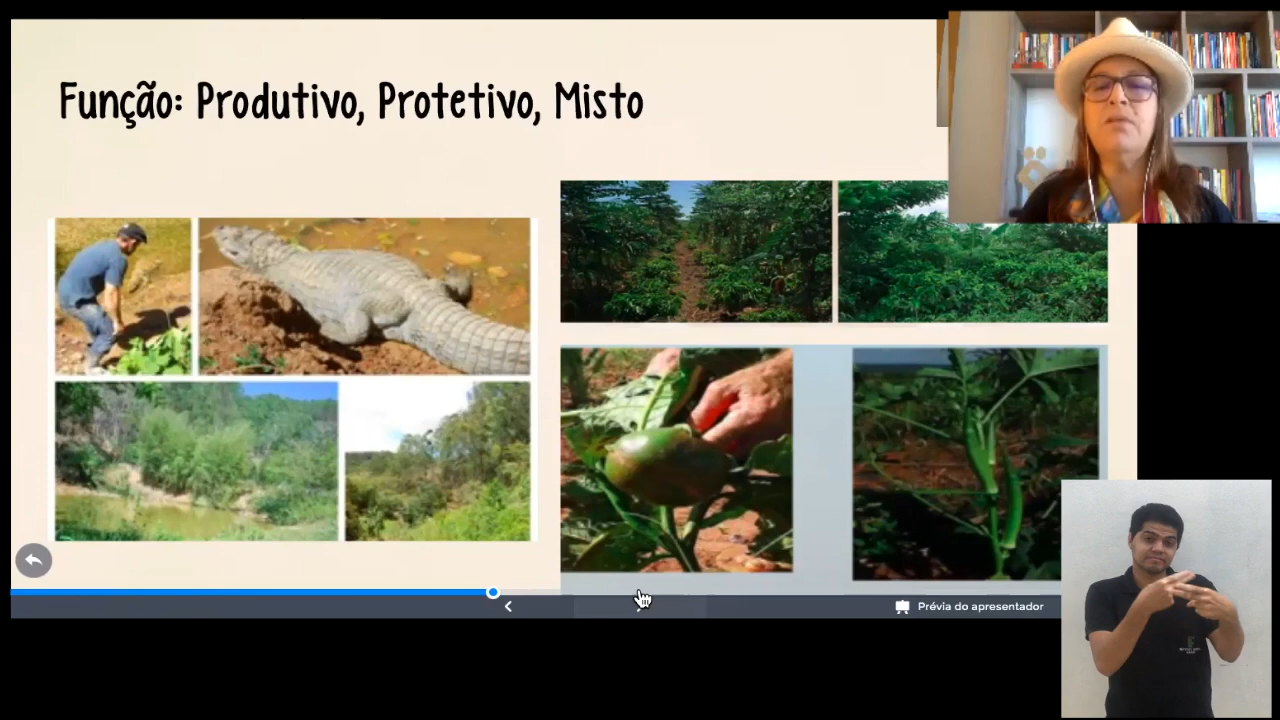 Função: Produtivo, Protetivo, Misto
Prévia do apresentador